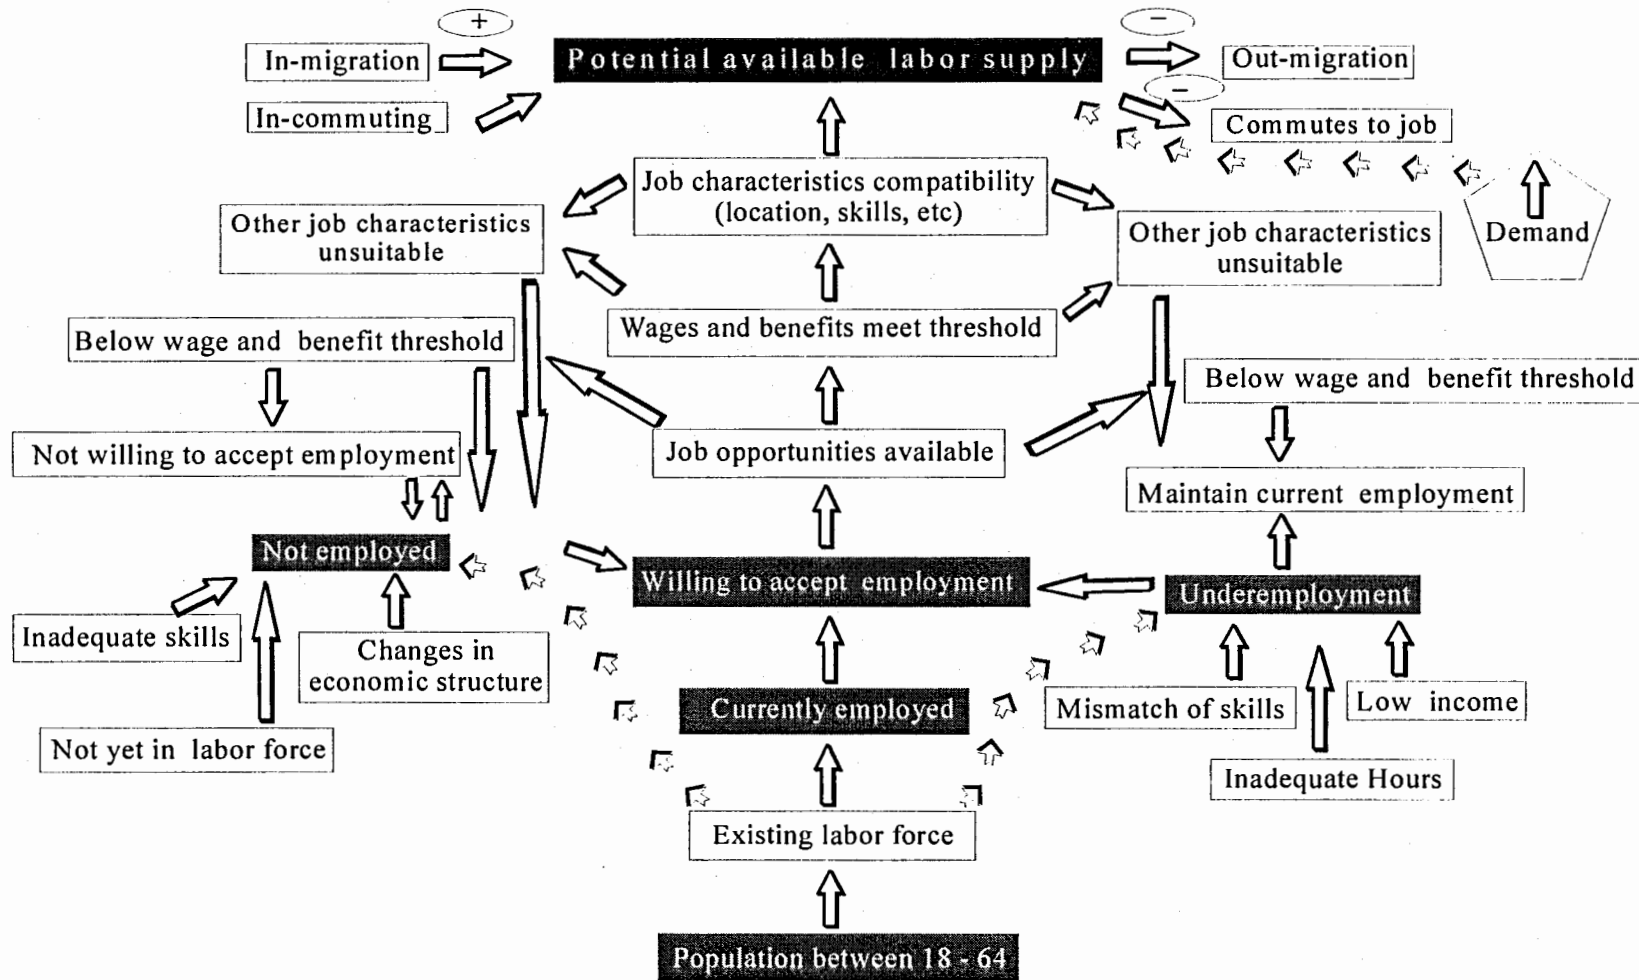 +
−
In-migration
Potential available labor supply
Out-migration
−
In-commuting
Commutes to job
Job characteristics compatibility
(location, skills, etc)
Other job characteristics
unsuitable
Other job characteristics
unsuitable
Demand
Below wage and benefit threshold
Wages and benefits meet threshold
Below wage and benefit threshold
Not willing to accept employment
Job opportunities available
Maintain current employment
Not employed
Willing to accept employment
Underemployment
Inadequate skills
Changes in
economic structure
Currently employed
Mismatch of skills
Low income
Not yet in labor force
Inadequate Hours
Existing labor force
Population between 18 - 64